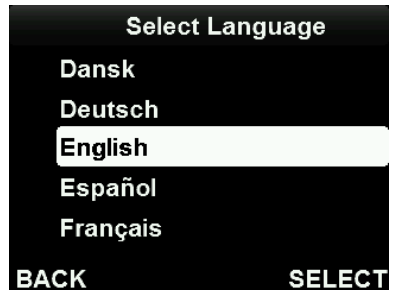 Select Language
Dansk
Deutsch
English
Español
Français
BACK SELECT